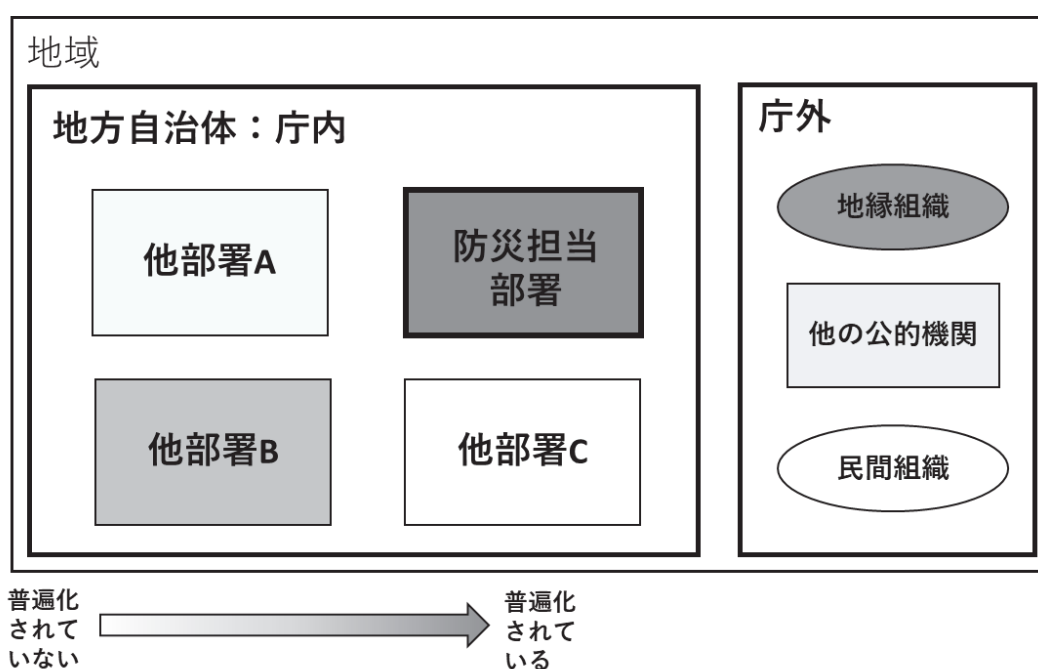 地域
地方自治体：庁内
他部署A
防災担当
部署
他部署B
他部署C
庁外
地縁組織
他の公的機関
民間組織
普遍化
されて
いない
普遍化
されて
いる